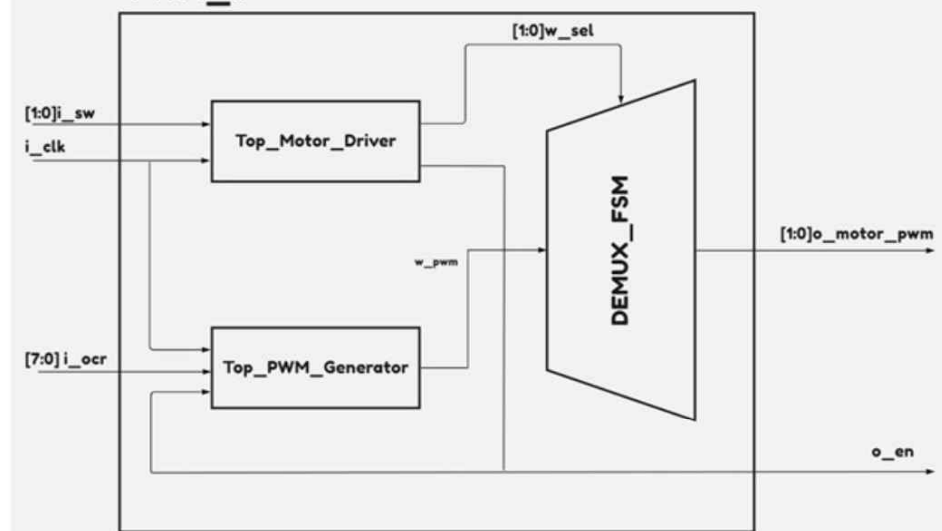 [1:0]w_sel
[1:0]i_sw
i_clk
Top_Motor_Driver
DEMUX_FSM
[1:0]o_motor_pwm
w_pwm
[7:0] i_ocr
Top_PWM_Generator
o_en